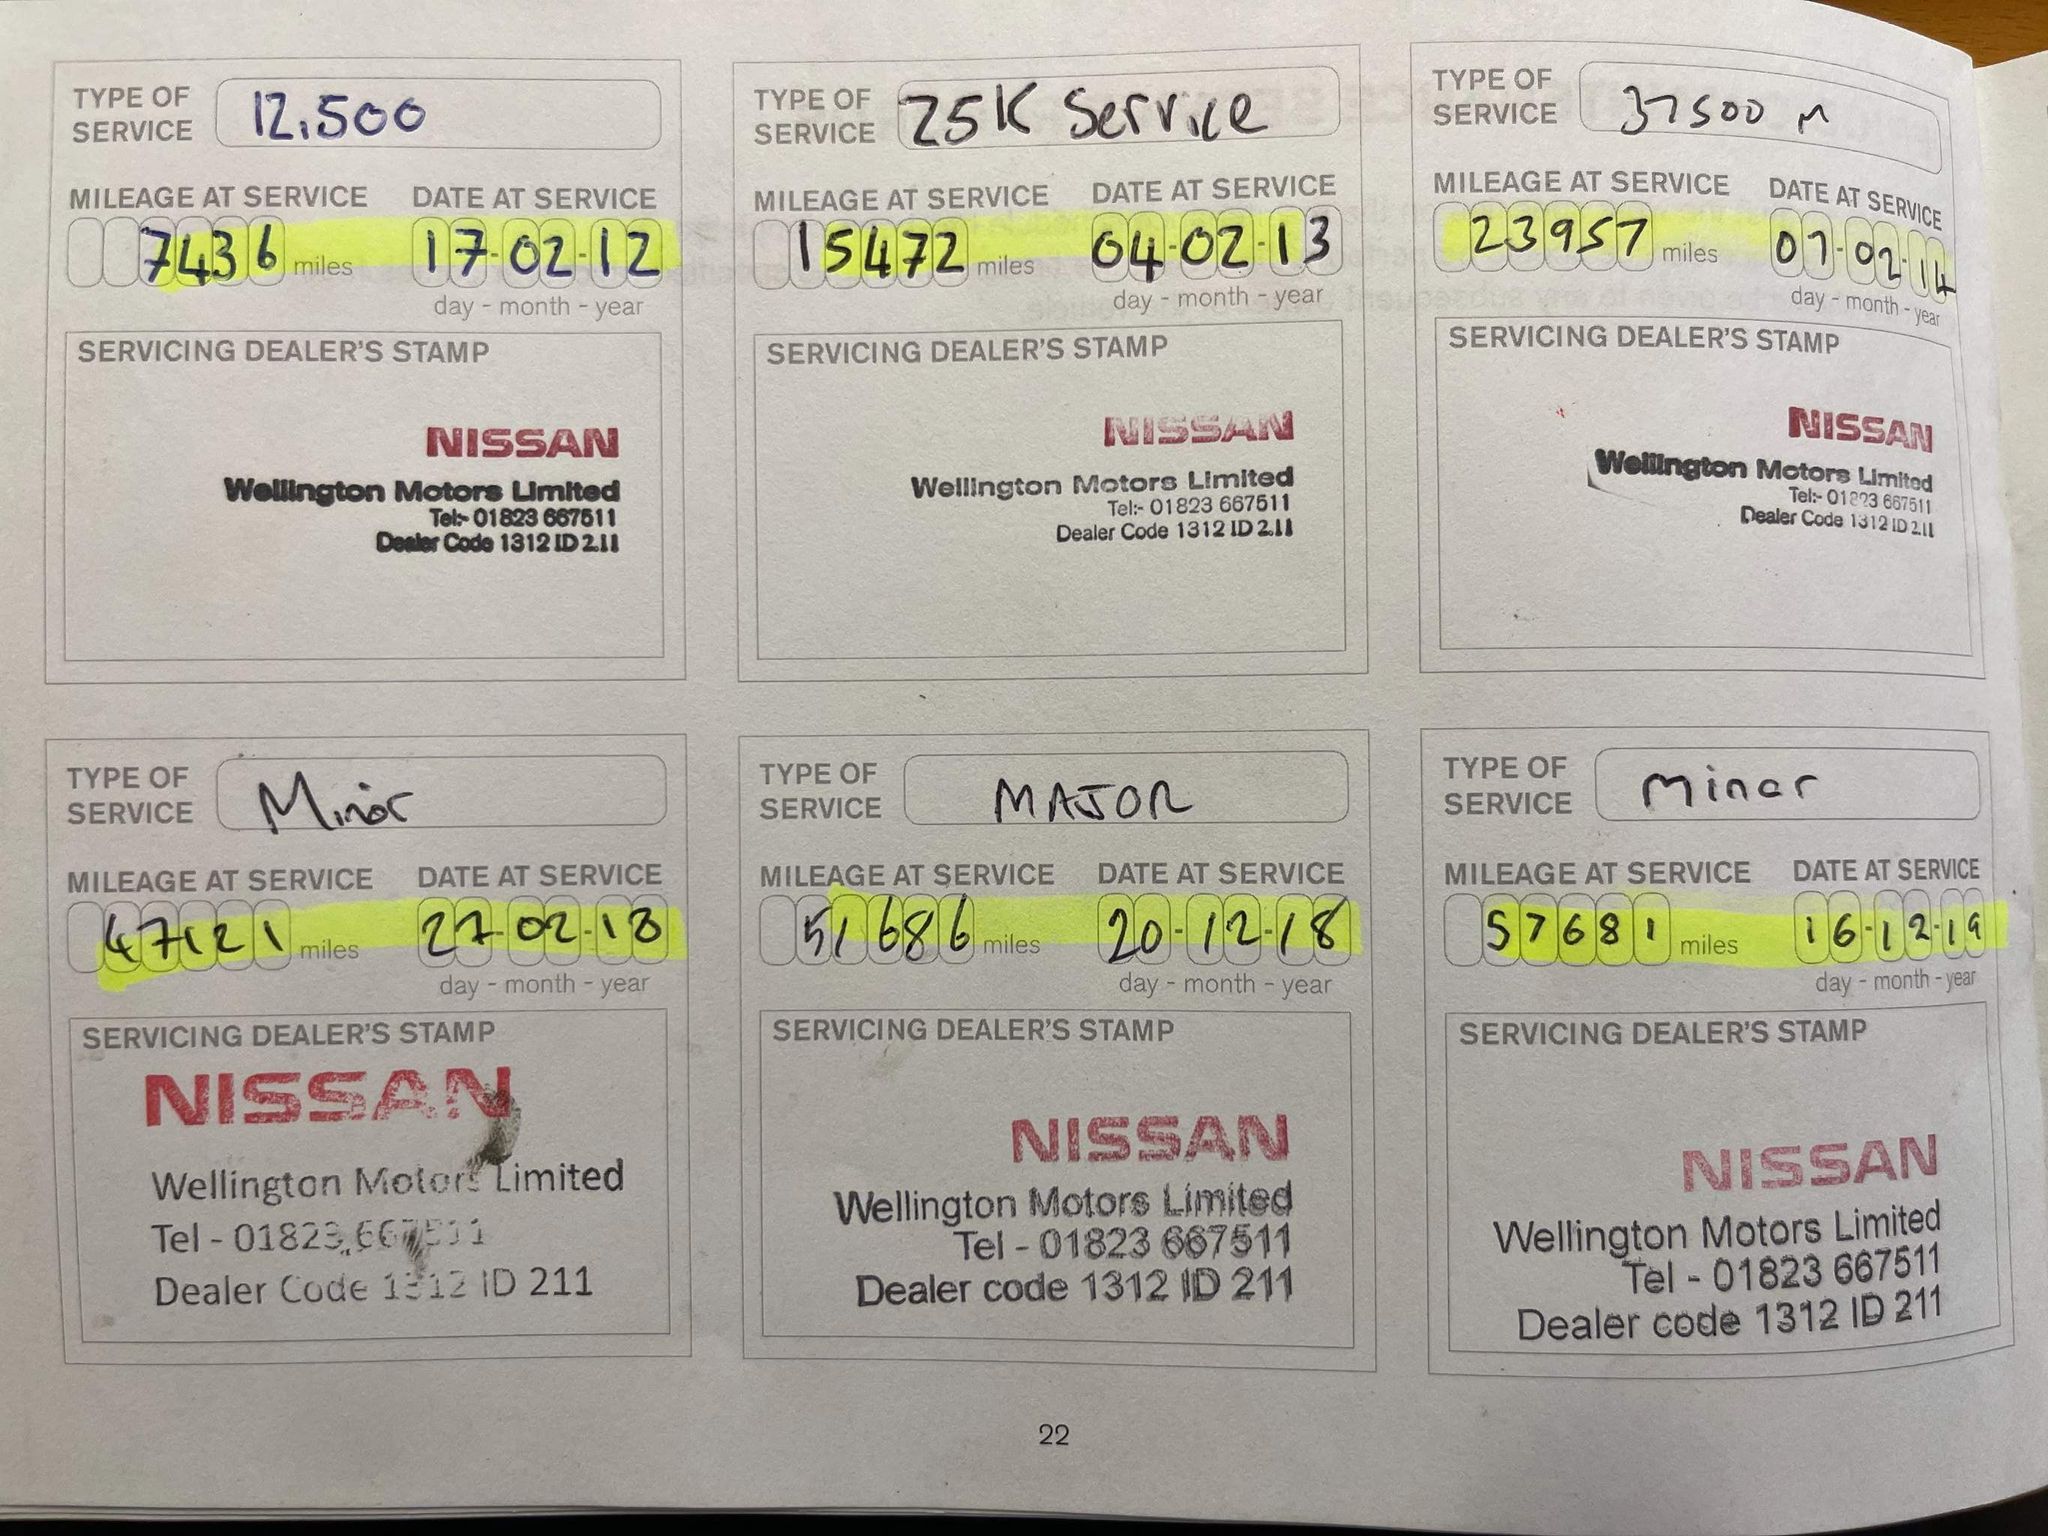 TYPE OF SERVICE 12.500
MILEAGE AT SERVICE DATE AT SERVICE
7436 miles 17-02-12
day - month - year
SERVICING DEALER'S STAMP
NISSAN
Wellington Motors Limited
Tel:- 01823 667511
Dealer Code 1312 ID 2.11
TYPE OF SERVICE 25K Service
MILEAGE AT SERVICE DATE AT SERVICE
15472 miles 04-02-13
day - month - year
SERVICING DEALER'S STAMP
NISSAN
Wellington Motors Limited
Tel:- 01823 667511
Dealer Code 1312 ID 2.11
TYPE OF SERVICE 37500 M
MILEAGE AT SERVICE DATE AT SERVICE
23957 miles 07-02-14
day - month - year
SERVICING DEALER'S STAMP
NISSAN
Wellington Motors Limited
Tel:- 01823 667511
Dealer Code 1312 ID 2.11
TYPE OF SERVICE Minor
MILEAGE AT SERVICE DATE AT SERVICE
47121 miles 27-02-18
day - month - year
SERVICING DEALER'S STAMP
NISSAN
Wellington Motors Limited
Tel - 01823 667511
Dealer Code 1312 ID 211
TYPE OF SERVICE MAJOR
MILEAGE AT SERVICE DATE AT SERVICE
51686 miles 20-12-18
day - month - year
SERVICING DEALER'S STAMP
NISSAN
Wellington Motors Limited
Tel - 01823 667511
Dealer code 1312 ID 211
TYPE OF SERVICE Minor
MILEAGE AT SERVICE DATE AT SERVICE
57681 miles 16-12-19
day - month - year
SERVICING DEALER'S STAMP
NISSAN
Wellington Motors Limited
Tel - 01823 667511
Dealer code 1312 ID 211
22